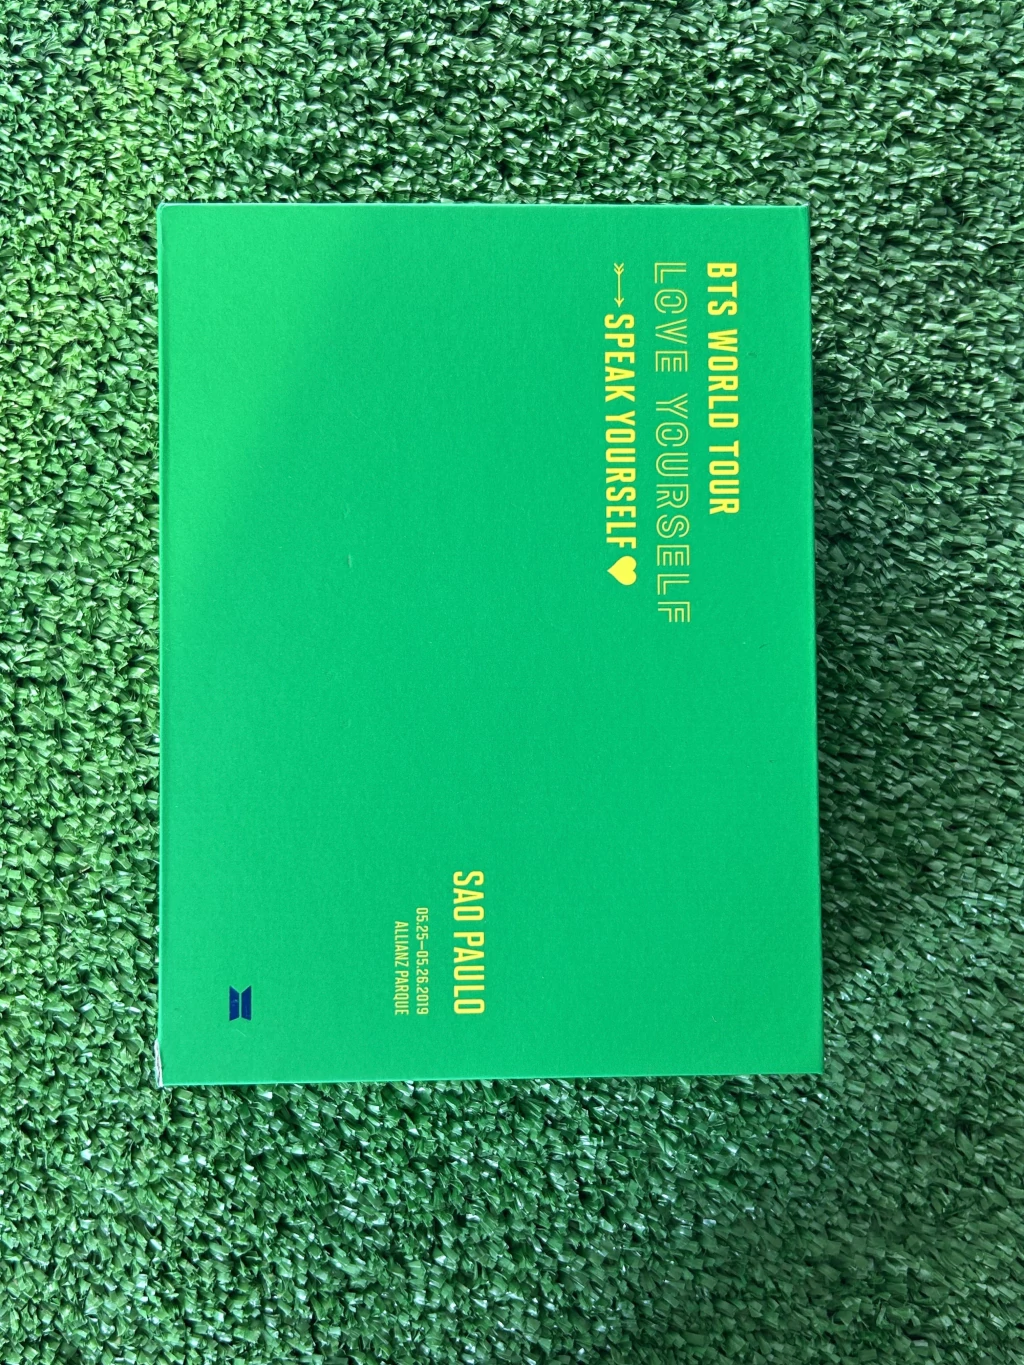 BTS WORLD TOUR
LOVE YOURSELF
SPEAK YOURSELF
SAO PAULO
05.25—05.26.2019
ALLIANZ PARQUE